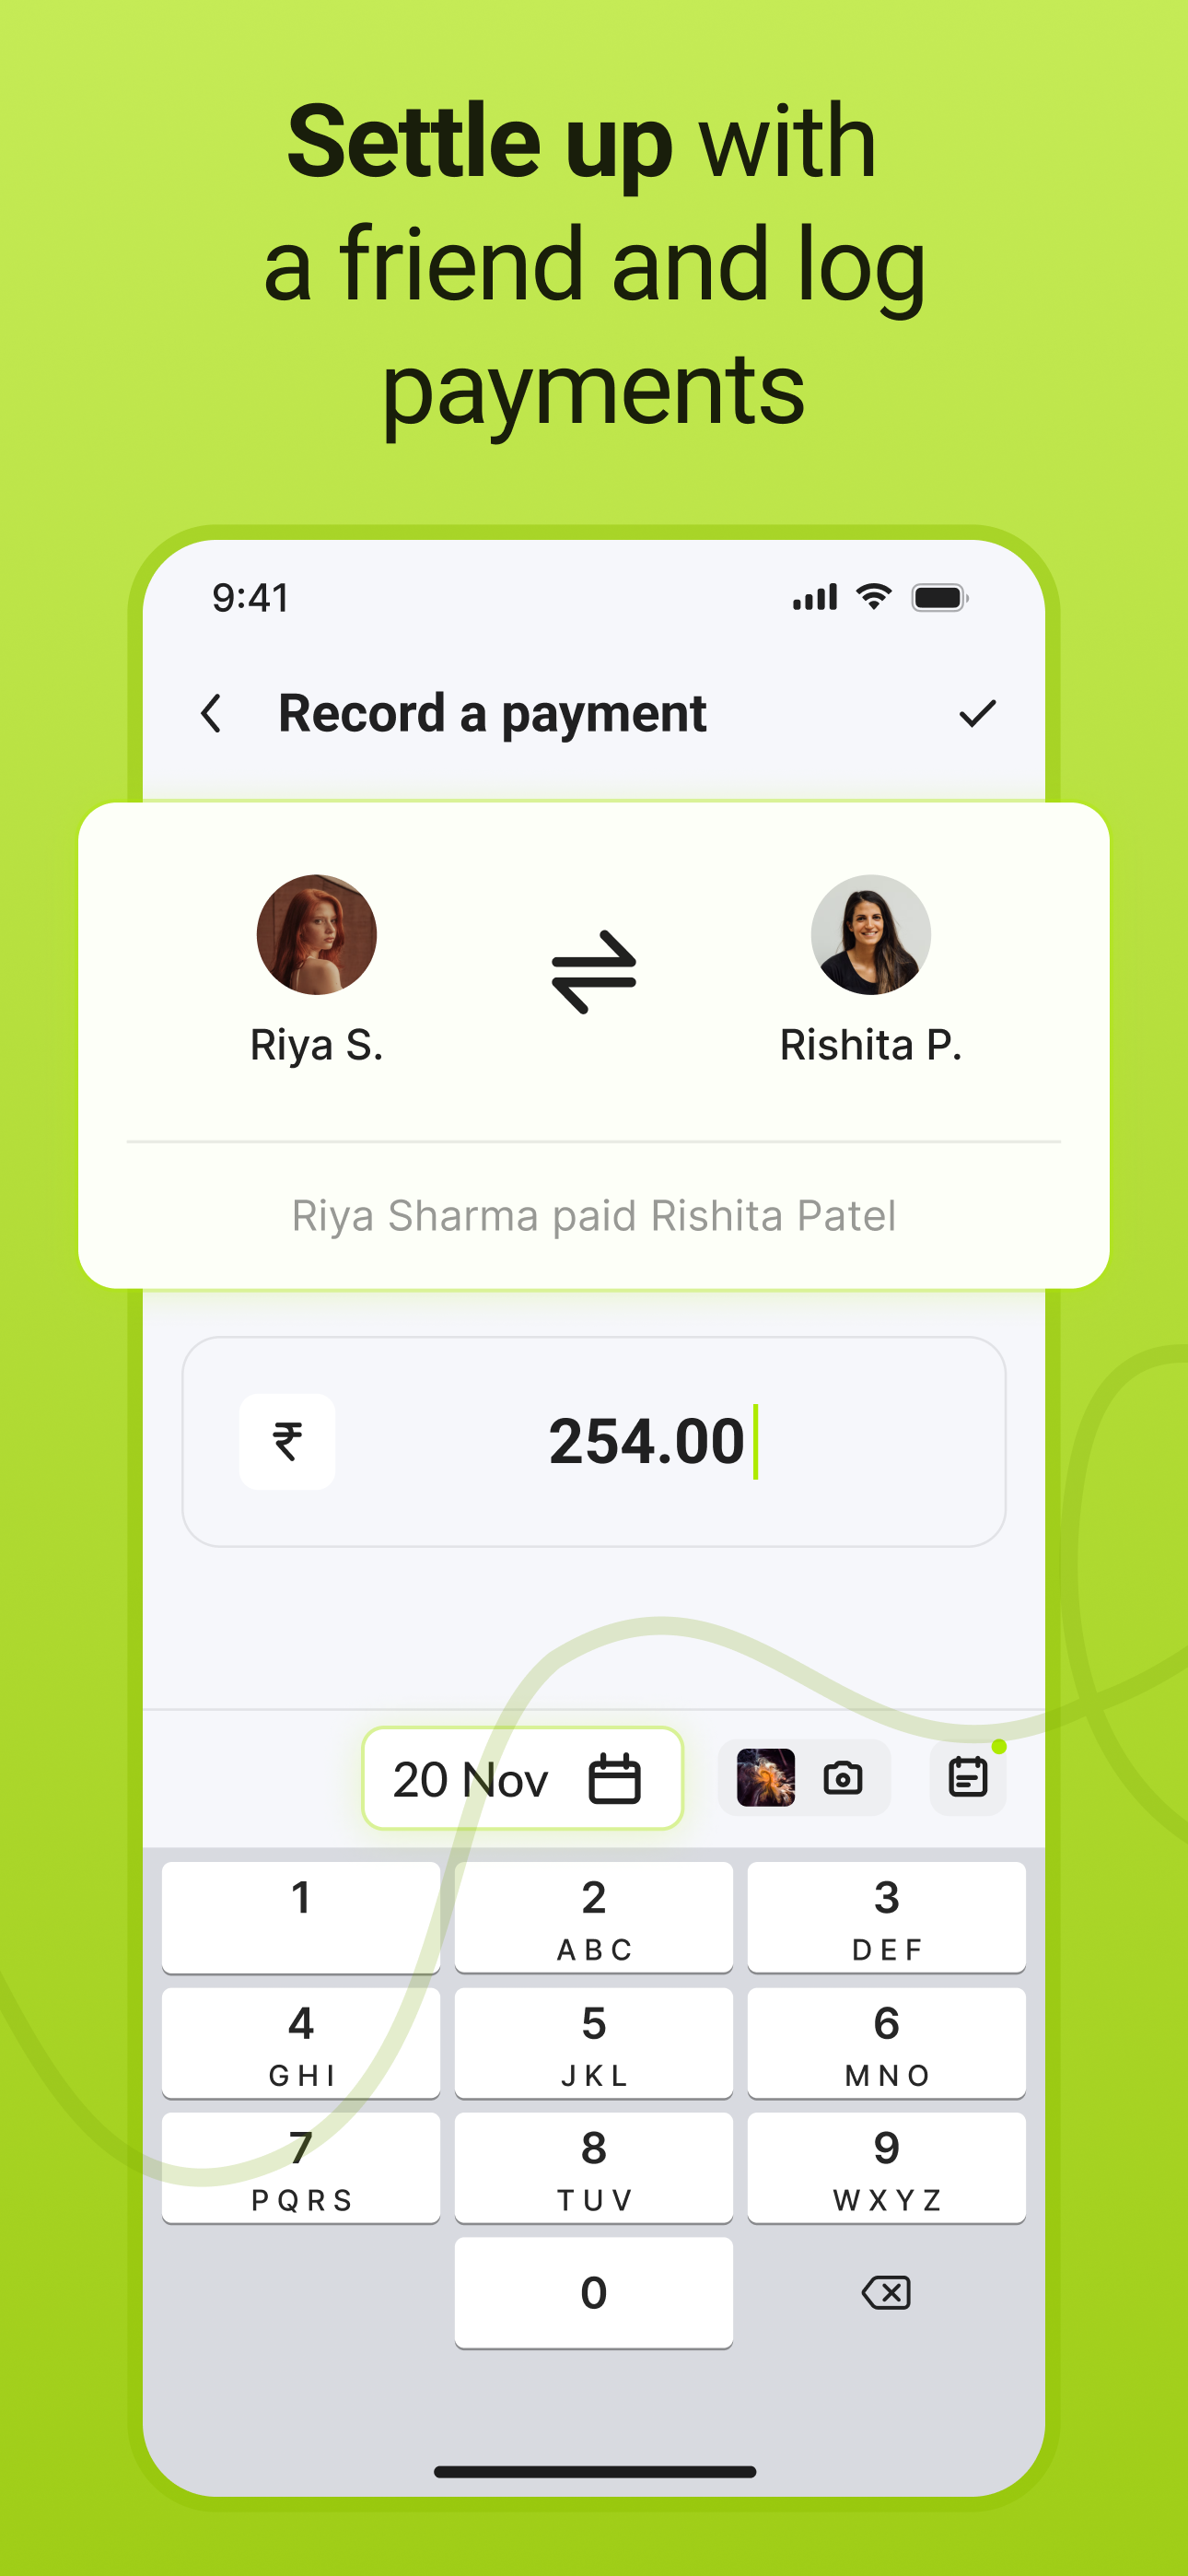 Settle up with
a friend and log
payments
9:41
Record a payment
Riya S.
Rishita P.
Riya Sharma paid Rishita Patel
₹ 254.00
20 Nov
1 2 3
ABC DEF
4 5 6
GHI JKL MNO
7 8 9
PQRS TUV WXYZ
0